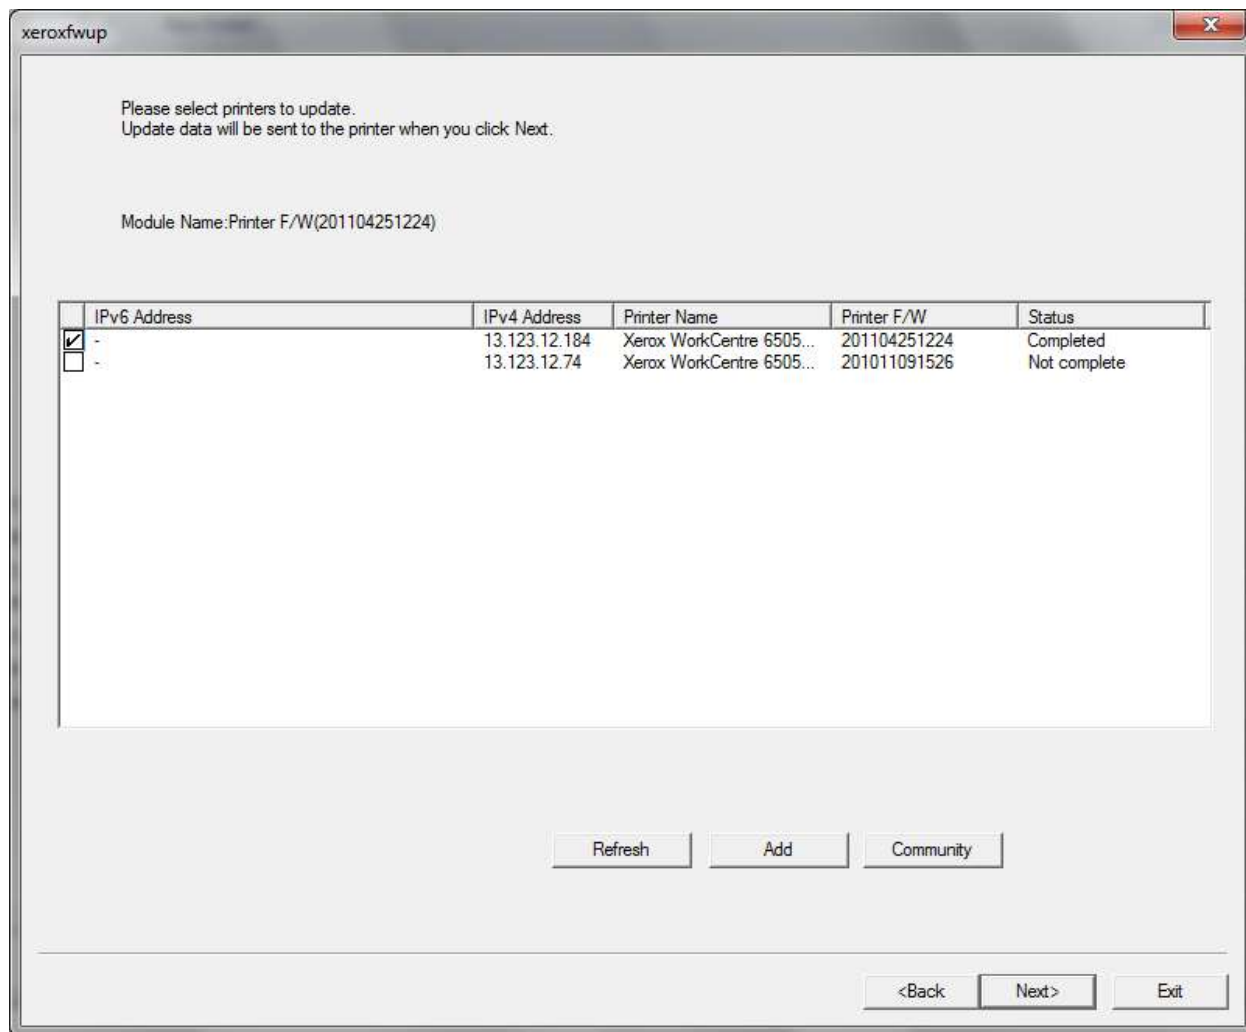 xeroxfwup
Please select printers to update.
Update data will be sent to the printer when you click Next.
Module Name:Printer F/W(201104251224)
IPv6 Address IPv4 Address Printer Name Printer F/W Status
- 13.123.12.184 Xerox WorkCentre 6505... 201104251224 Completed
- 13.123.12.74 Xerox WorkCentre 6505... 201011091526 Not complete
Refresh Add Community
<Back Next> Exit